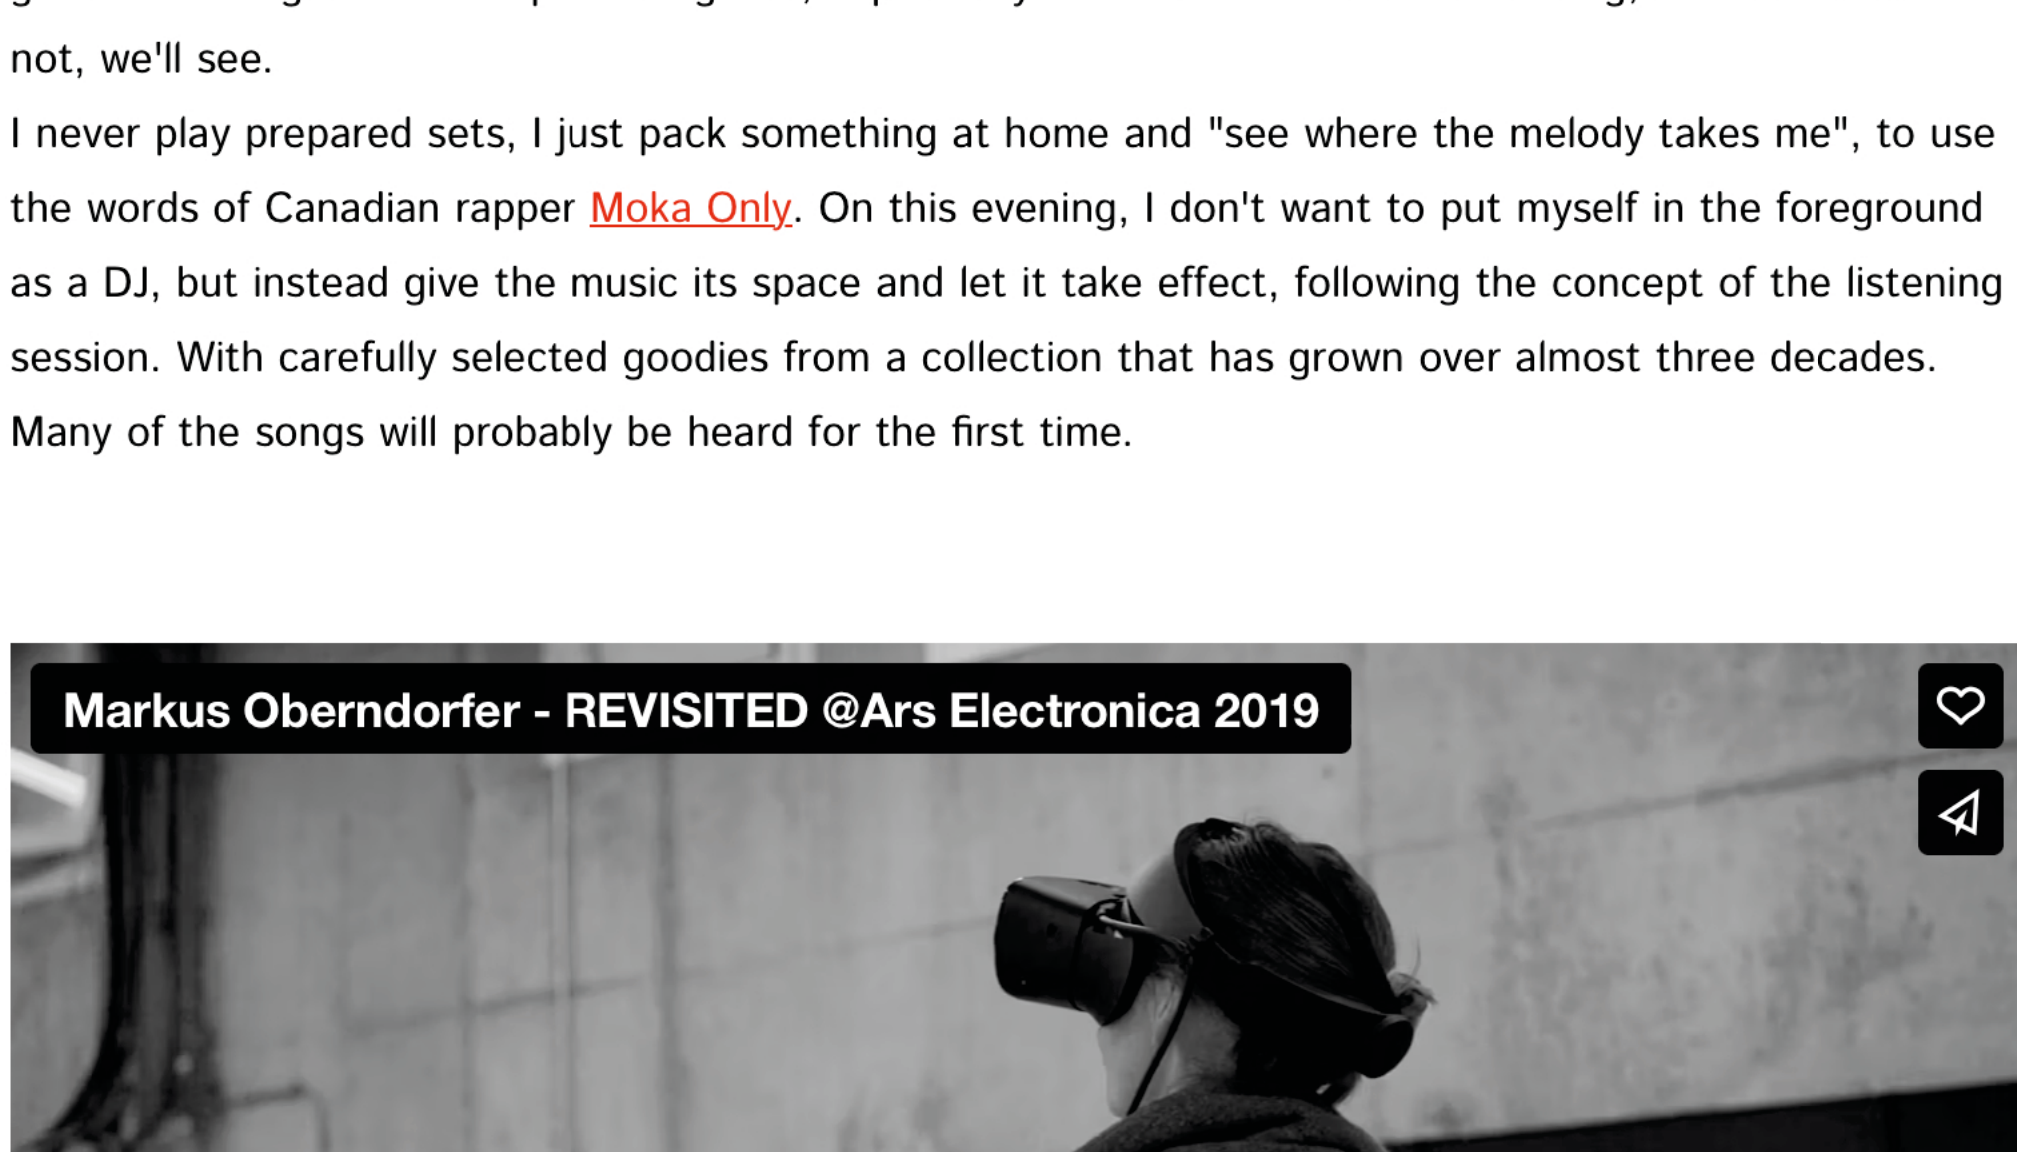 not, we'll see.
I never play prepared sets, I just pack something at home and "see where the melody takes me", to use
the words of Canadian rapper Moka Only. On this evening, I don't want to put myself in the foreground
as a DJ, but instead give the music its space and let it take effect, following the concept of the listening
session. With carefully selected goodies from a collection that has grown over almost three decades.
Many of the songs will probably be heard for the first time.
Markus Oberndorfer - REVISITED @Ars Electronica 2019